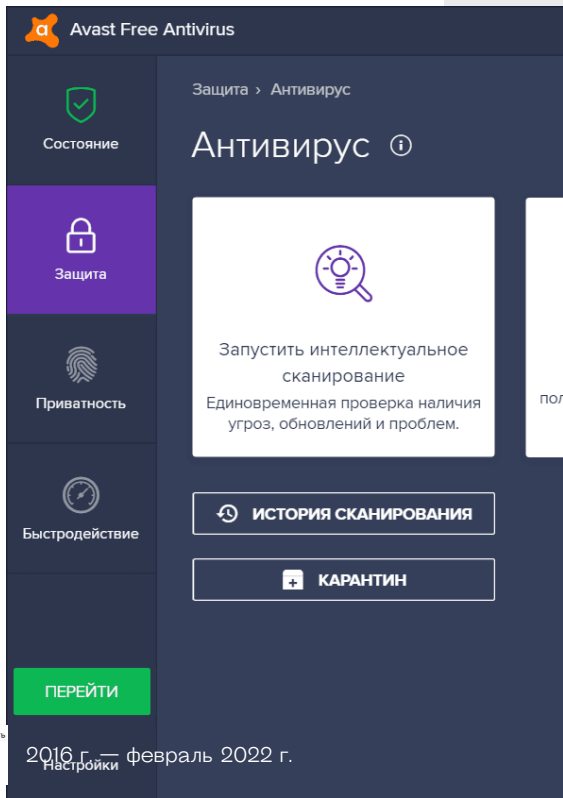 Avast Free Antivirus
Состояние
Защита
Приватность
Быстродействие
ПЕРЕЙТИ
Настройки
Защита › Антивирус
Антивирус
Запустить интеллектуальное
сканирование
Единовременная проверка наличия
угроз, обновлений и проблем.
ИСТОРИЯ СКАНИРОВАНИЯ
КАРАНТИН
2016 г. — февраль 2022 г.